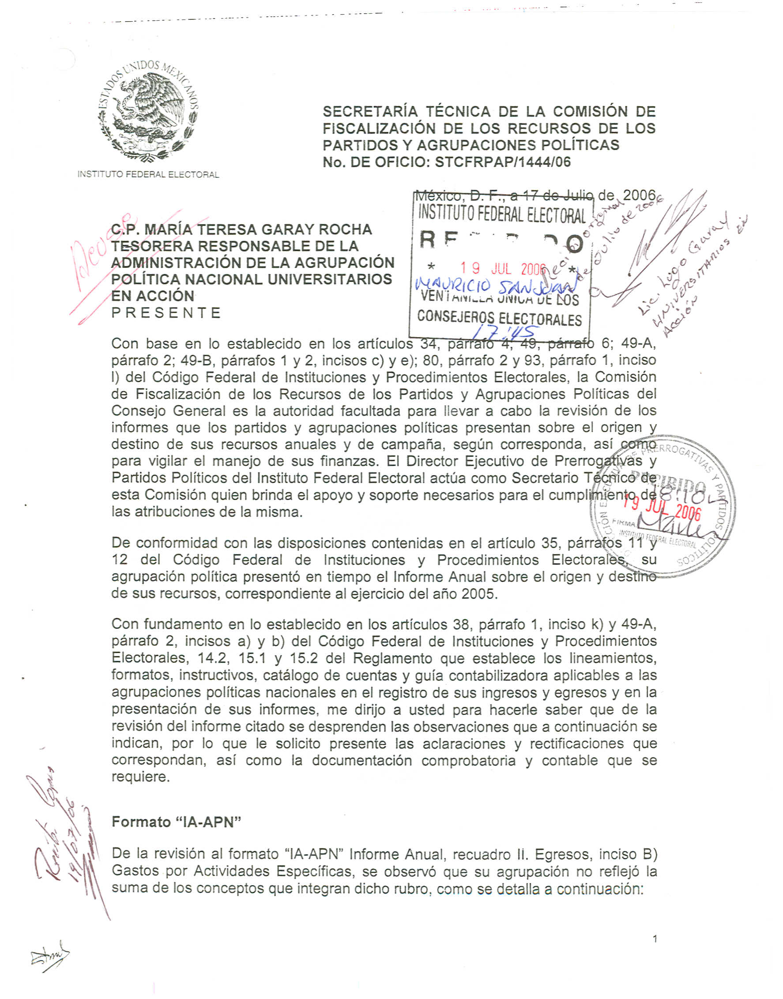 ESTADOS UNIDOS MEXICANOS
INSTITUTO FEDERAL ELECTORAL
SECRETARÍA TÉCNICA DE LA COMISIÓN DE
FISCALIZACIÓN DE LOS RECURSOS DE LOS
PARTIDOS Y AGRUPACIONES POLÍTICAS
No. DE OFICIO: STCFRPAP/1444/06
México, D. F., a 17 de Julio de 2006
INSTITUTO FEDERAL ELECTORAL
* 19 JUL 2006 *
MAURICIO SANJUAN
VENTANILLA UNICA DE LOS
CONSEJEROS ELECTORALES
17:45
Recibí original
de Julio de 2006
Lic. Lugo Garay
UNIVERSITARIOS EN
Acción
Acuse
C.P. MARÍA TERESA GARAY ROCHA
TESORERA RESPONSABLE DE LA
ADMINISTRACIÓN DE LA AGRUPACIÓN
POLÍTICA NACIONAL UNIVERSITARIOS
EN ACCIÓN
P R E S E N T E
Con base en lo establecido en los artículos 34, párrafo 4; 49, párrafo 6; 49-A,
párrafo 2; 49-B, párrafos 1 y 2, incisos c) y e); 80, párrafo 2 y 93, párrafo 1, inciso
l) del Código Federal de Instituciones y Procedimientos Electorales, la Comisión
de Fiscalización de los Recursos de los Partidos y Agrupaciones Políticas del
Consejo General es la autoridad facultada para llevar a cabo la revisión de los
informes que los partidos y agrupaciones políticas presentan sobre el origen y
destino de sus recursos anuales y de campaña, según corresponda, así como
para vigilar el manejo de sus finanzas. El Director Ejecutivo de Prerrogativas y
Partidos Políticos del Instituto Federal Electoral actúa como Secretario Técnico de
esta Comisión quien brinda el apoyo y soporte necesarios para el cumplimiento de
las atribuciones de la misma.
DE PRERROGATIVAS Y PARTIDOS POLÍTICOS
RECIBIDO
19 JUL 2006
FIRMA
INSTITUTO FEDERAL ELECTORAL
De conformidad con las disposiciones contenidas en el artículo 35, párrafos 11 y
12 del Código Federal de Instituciones y Procedimientos Electorales, su
agrupación política presentó en tiempo el Informe Anual sobre el origen y destino
de sus recursos, correspondiente al ejercicio del año 2005.
Con fundamento en lo establecido en los artículos 38, párrafo 1, inciso k) y 49-A,
párrafo 2, incisos a) y b) del Código Federal de Instituciones y Procedimientos
Electorales, 14.2, 15.1 y 15.2 del Reglamento que establece los lineamientos,
formatos, instructivos, catálogo de cuentas y guía contabilizadora aplicables a las
agrupaciones políticas nacionales en el registro de sus ingresos y egresos y en la
presentación de sus informes, me dirijo a usted para hacerle saber que de la
revisión del informe citado se desprenden las observaciones que a continuación se
indican, por lo que le solicito presente las aclaraciones y rectificaciones que
correspondan, así como la documentación comprobatoria y contable que se
requiere.
19/07/06
Formato “IA-APN”
De la revisión al formato “IA-APN” Informe Anual, recuadro II. Egresos, inciso B)
Gastos por Actividades Específicas, se observó que su agrupación no reflejó la
suma de los conceptos que integran dicho rubro, como se detalla a continuación:
1